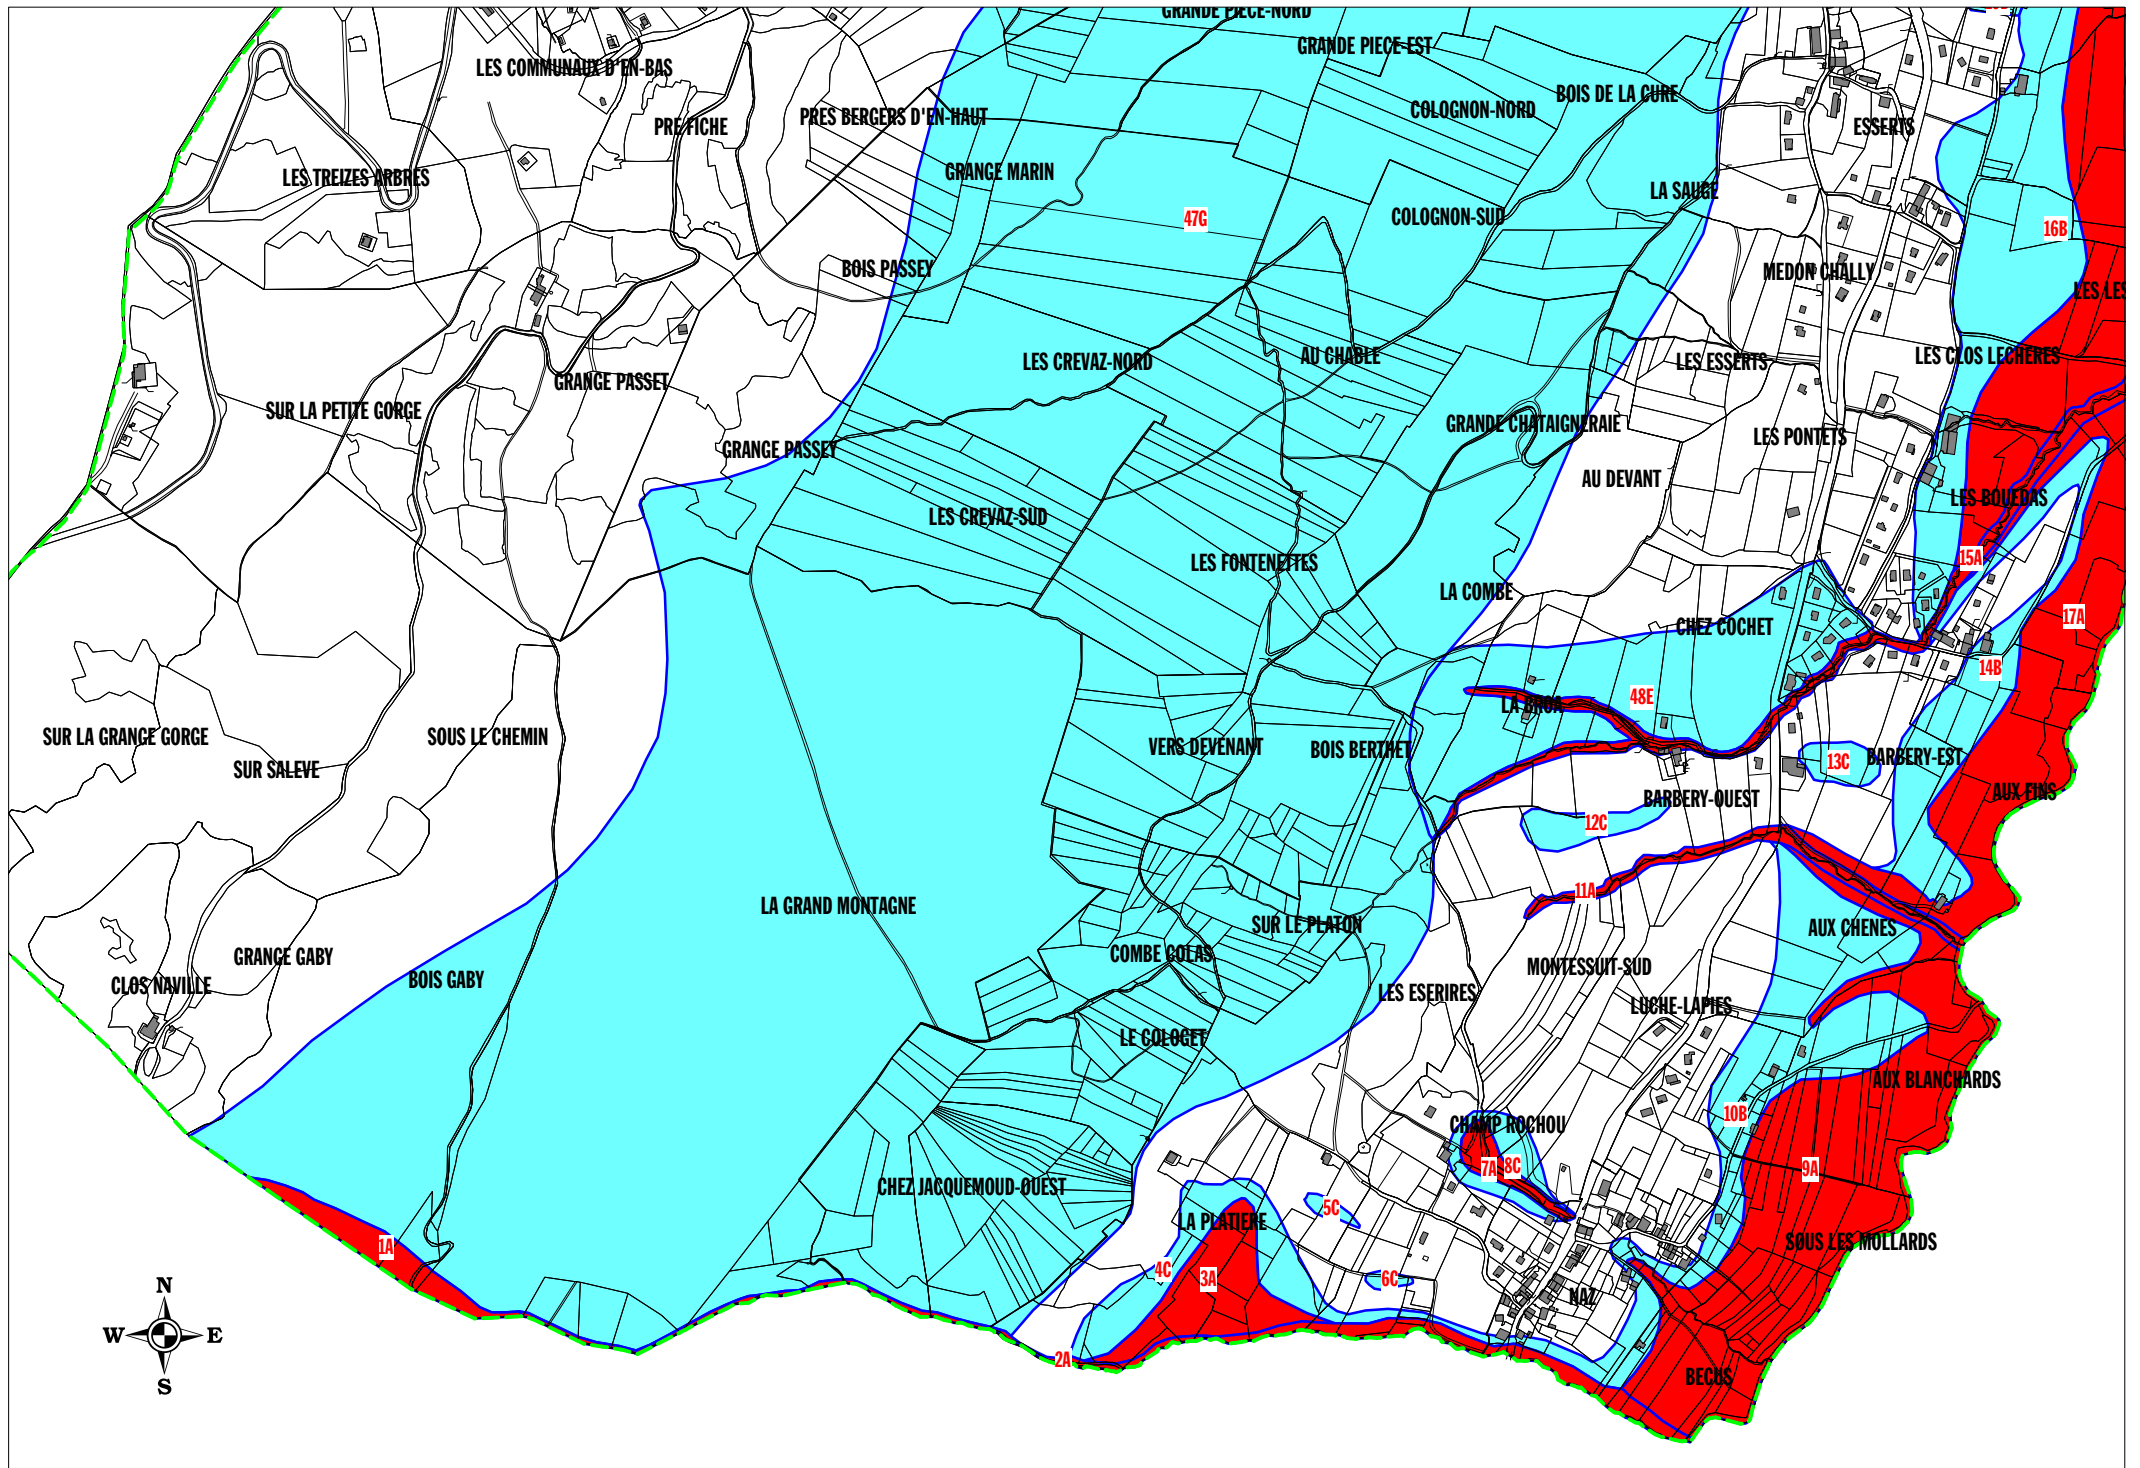 GRANDE PIECE-NORD
GRANDE PIECE-EST
LES COMMUNAUX D'EN-BAS
BOIS DE LA CURE
COLOGNON-NORD
PRES BERGERS D'EN-HAUT
PRE FICHE
ESSERTS
GRANGE MARIN
LES TREIZES ARBRES
LA SAUGE
47G
COLOGNON-SUD
16B
BOIS PASSEY
MEDON CHALLY
LES LES
LES CREVAZ-NORD
AU CHABLE
LES ESSERTS
LES CLOS LECHERES
GRANGE PASSET
SUR LA PETITE GORGE
GRANDE CHATAIGNERAIE
LES PONTETS
GRANGE PASSEY
AU DEVANT
LES BOUEDAS
LES CREVAZ-SUD
15A
LES FONTENETTES
LA COMBE
17A
CHEZ COCHET
14B
48E
LA BROA
SUR LA GRANGE GORGE
SOUS LE CHEMIN
VERS DEVENANT
BOIS BERTHET
BARBERY-EST
13C
SUR SALEVE
AUX FINS
BARBERY-OUEST
12C
11A
LA GRAND MONTAGNE
SUR LE PLATON
AUX CHENES
COMBE COLAS
GRANGE GABY
MONTESSUIT-SUD
BOIS GABY
CLOS NAVILLE
LES ESERIRES
LUCHE-LAPIES
LE COLOGET
AUX BLANCHARDS
10B
CHAMP ROCHOU
7A
8C
9A
CHEZ JACQUEMOUD-OUEST
5C
LA PLATIERE
SOUS LES MOLLARDS
1A
4C
3A
6C
N
NAZ
W
E
2A
BECUS
S